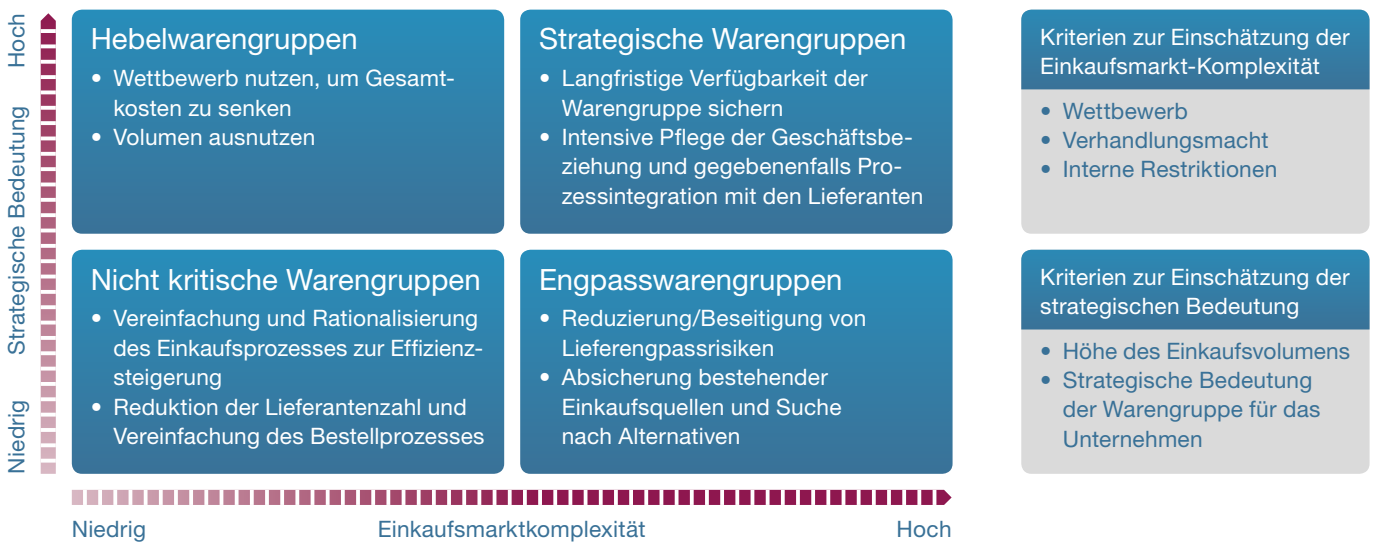 Hoch
Strategische Bedeutung
Niedrig
Hebelwarengruppen
• Wettbewerb nutzen, um Gesamt-
kosten zu senken
• Volumen ausnutzen
Strategische Warengruppen
• Langfristige Verfügbarkeit der
Warengruppe sichern
• Intensive Pflege der Geschäftsbe-
ziehung und gegebenenfalls Pro-
zessintegration mit den Lieferanten
Nicht kritische Warengruppen
• Vereinfachung und Rationalisierung
des Einkaufsprozesses zur Effizienz-
steigerung
• Reduktion der Lieferantenzahl und
Vereinfachung des Bestellprozesses
Engpasswarengruppen
• Reduzierung/Beseitigung von
Lieferengpassrisiken
• Absicherung bestehender
Einkaufsquellen und Suche
nach Alternativen
Niedrig
Einkaufsmarktkomplexität
Hoch
Kriterien zur Einschätzung der
Einkaufsmarkt-Komplexität
• Wettbewerb
• Verhandlungsmacht
• Interne Restriktionen
Kriterien zur Einschätzung der
strategischen Bedeutung
• Höhe des Einkaufsvolumens
• Strategische Bedeutung
der Warengruppe für das
Unternehmen